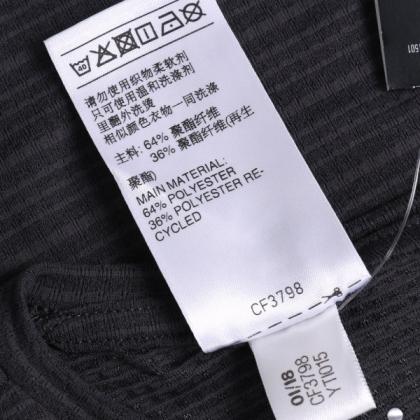 40
请勿使用织物柔软剂
只可使用温和洗涤剂
里翻外洗烫
相似颜色衣物一同洗涤
主料: 64% 聚酯纤维
36% 聚酯纤维(再生
聚酯)
MAIN MATERIAL:
64% POLYESTER
36% POLYESTER RE-
CYCLED
CF3798
01/18
CF3798
YTI015
501